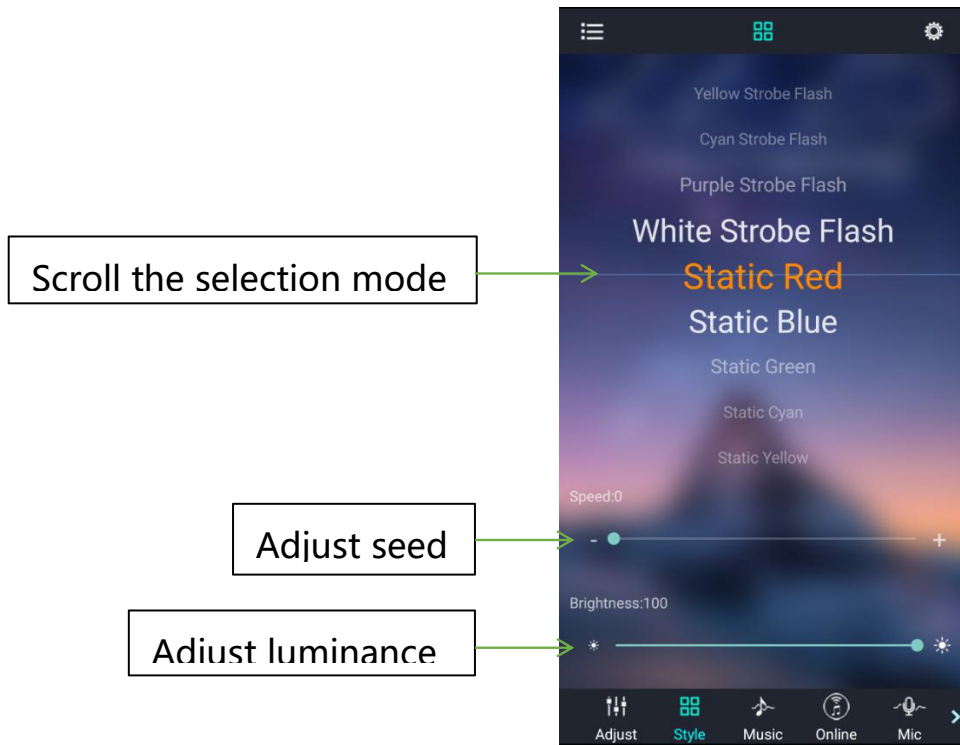 Yellow Strobe Flash
Cyan Strobe Flash
Purple Strobe Flash
White Strobe Flash
Scroll the selection mode
Static Red
Static Blue
Static Green
Static Cyan
Static Yellow
Speed:0
Adjust seed
- +
Brightness:100
Adjust luminance
Adjust Style Music Online Mic